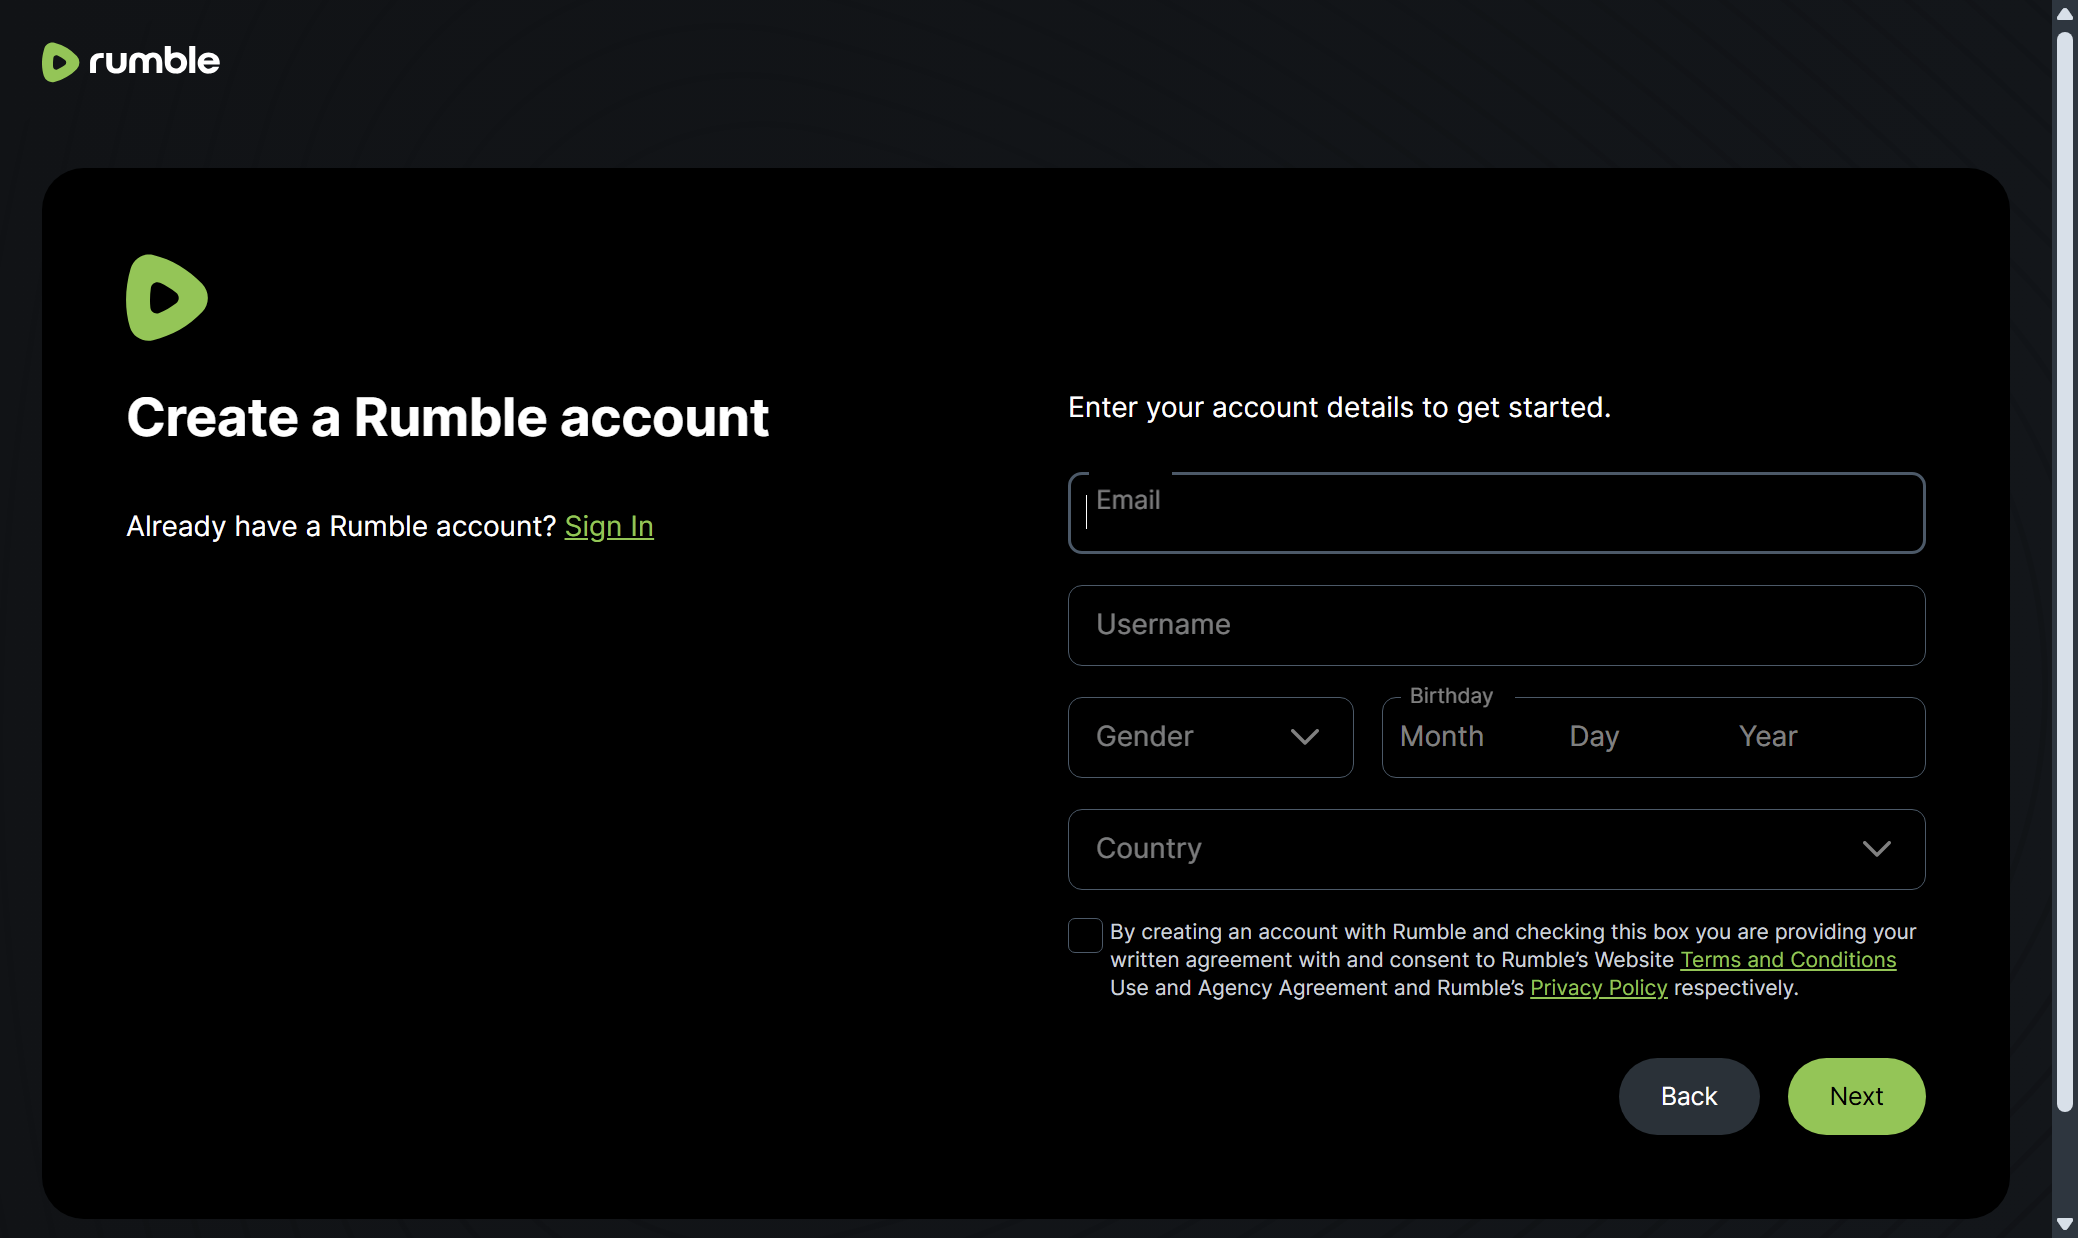 rumble
Create a Rumble account
Already have a Rumble account? Sign In
Enter your account details to get started.
Email
Username
Gender
Birthday
Month Day Year
Country
By creating an account with Rumble and checking this box you are providing your
written agreement with and consent to Rumble’s Website Terms and Conditions
Use and Agency Agreement and Rumble’s Privacy Policy respectively.
Back Next